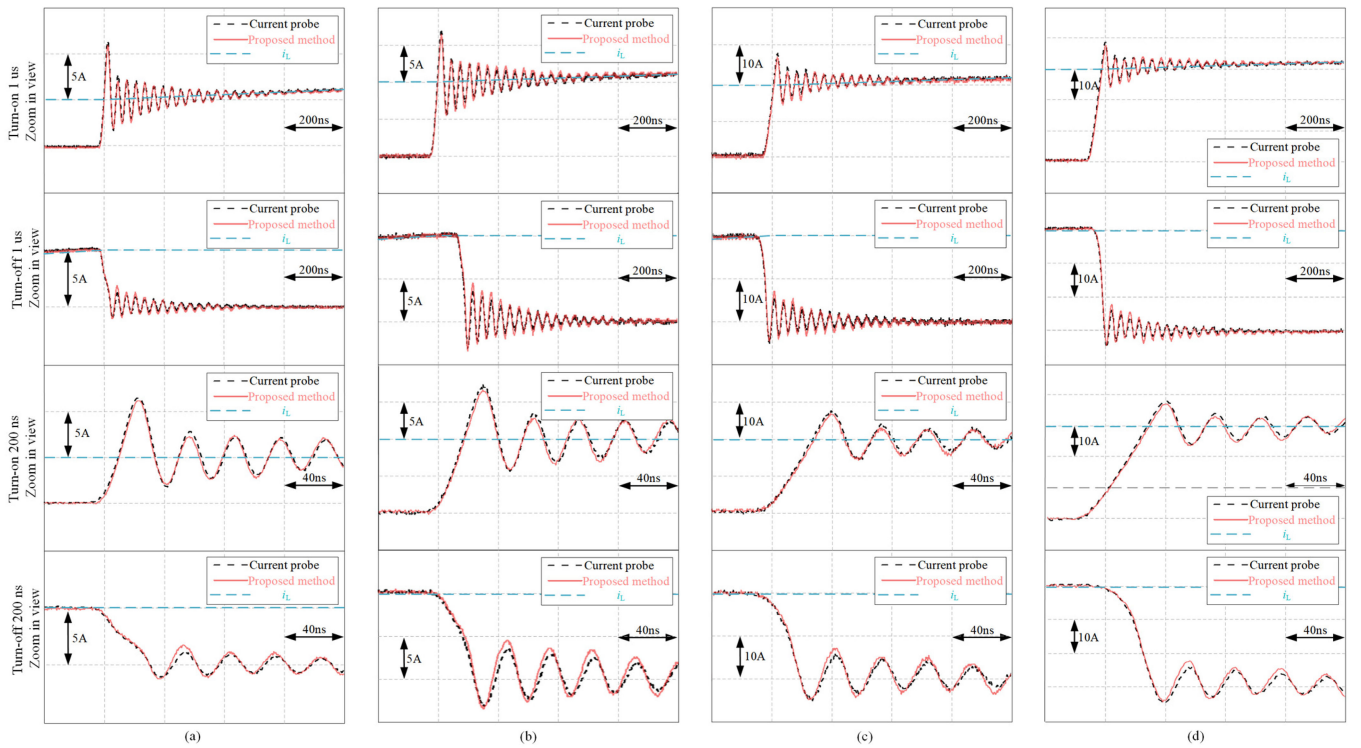 Turn-on 1 us
Zoom in view
Current probe
Proposed method
iL
5A
200ns
Current probe
Proposed method
iL
5A
200ns
Current probe
Proposed method
iL
10A
200ns
Current probe
Proposed method
iL
10A
200ns
Turn-off 1 us
Zoom in view
Current probe
Proposed method
iL
5A
200ns
Current probe
Proposed method
iL
5A
200ns
Current probe
Proposed method
iL
10A
200ns
Current probe
Proposed method
iL
10A
200ns
Turn-on 200 ns
Zoom in view
Current probe
Proposed method
iL
5A
40ns
Current probe
Proposed method
iL
5A
40ns
Current probe
Proposed method
iL
10A
40ns
Current probe
Proposed method
iL
10A
40ns
Turn-off 200 ns
Zoom in view
Current probe
Proposed method
iL
5A
40ns
Current probe
Proposed method
iL
5A
40ns
Current probe
Proposed method
iL
10A
40ns
Current probe
Proposed method
iL
10A
40ns
(a)
(b)
(c)
(d)